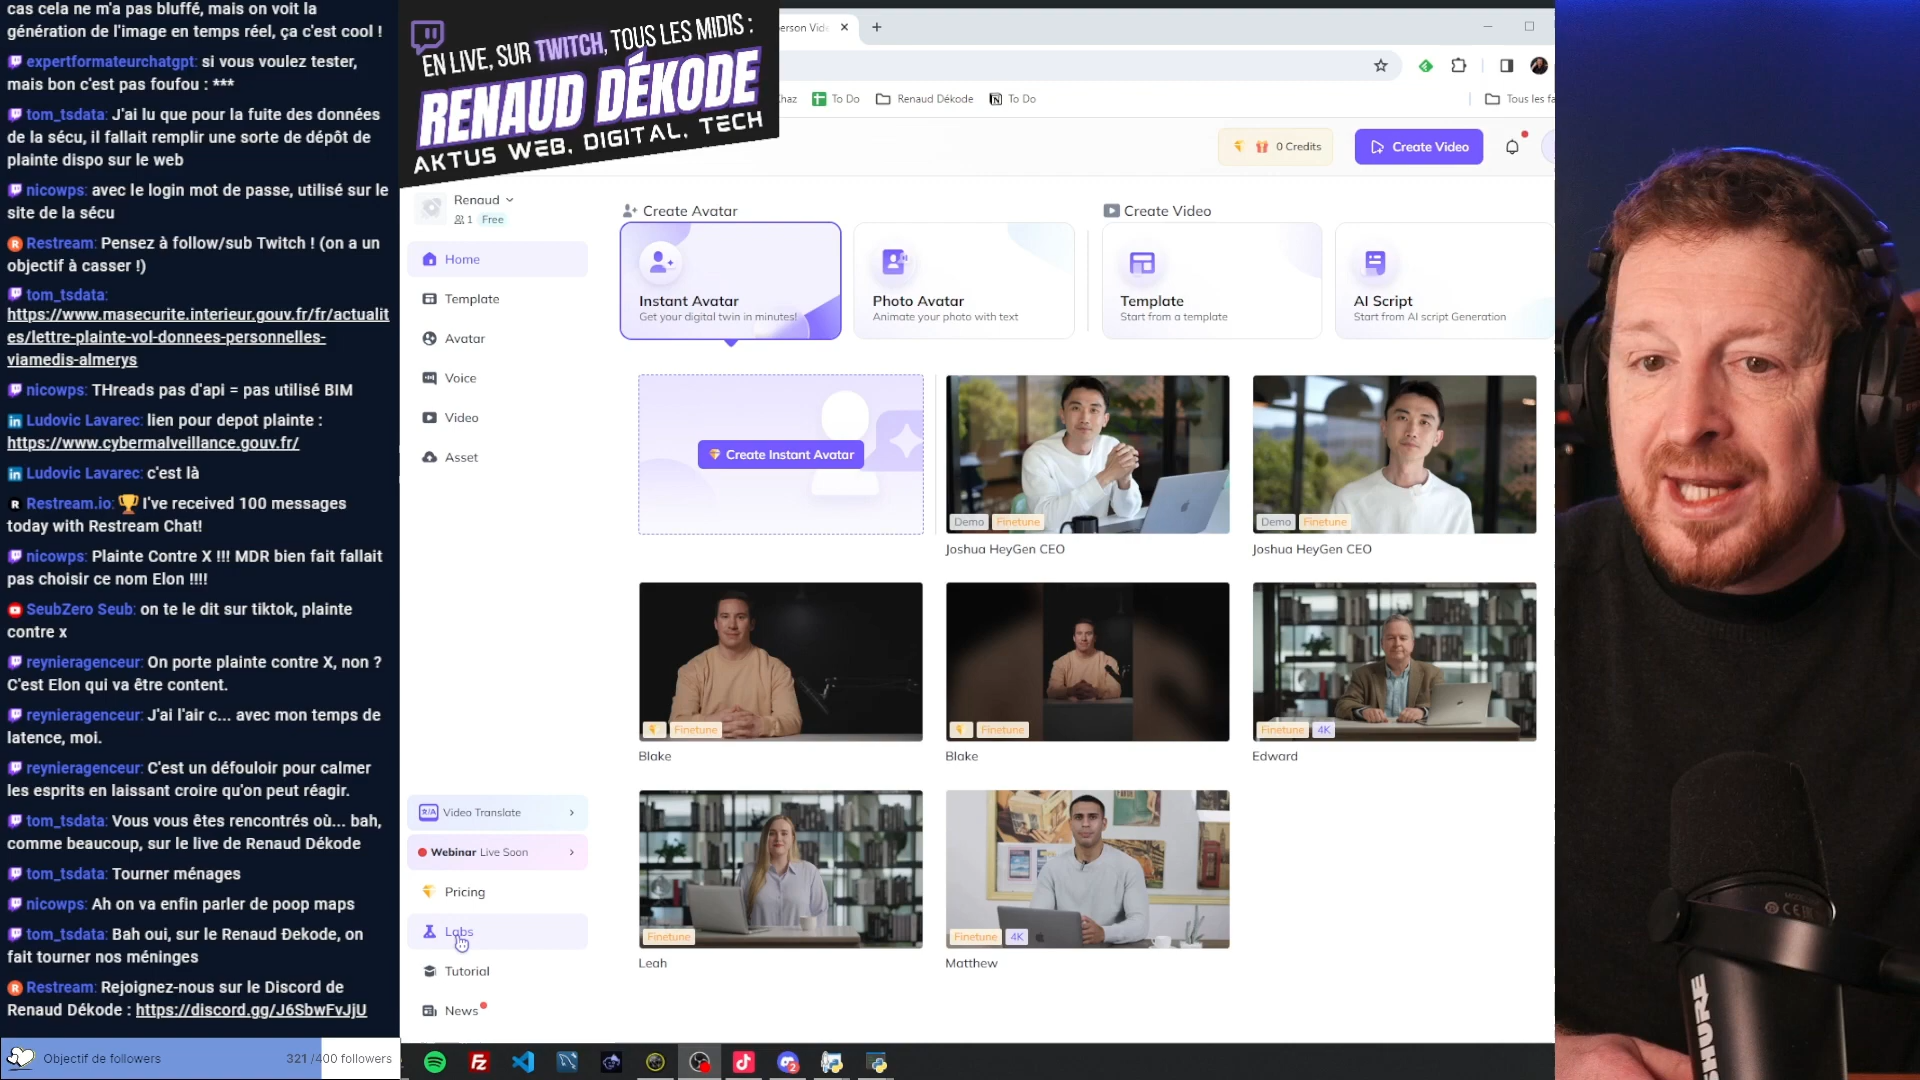 cas cela ne m'a pas bluffé, mais on voit la
génération de l'image en temps réel, ça c'est cool !
expertformateurchatgpt: si vous voulez tester,
mais bon c'est pas foufou : ***
tom_tsdata: J'ai lu que pour la fuite des données
de la sécu, il fallait remplir une sorte de dépôt de
plainte dispo sur le web
nicowps: avec le login mot de passe, utilisé sur le
site de la sécu
Restream: Pensez à follow/sub Twitch ! (on a un
objectif à casser !)
tom_tsdata:
https://www.masecurite.interieur.gouv.fr/fr/actualit
es/lettre-plainte-vol-donnees-personnelles-
viamedis-almerys
nicowps: THreads pas d'api = pas utilisé BIM
Ludovic Lavarec: lien pour depot plainte :
https://www.cybermalveillance.gouv.fr/
Ludovic Lavarec: c'est là
Restream.io: I've received 100 messages
today with Restream Chat!
nicowps: Plainte Contre X !!! MDR bien fait fallait
pas choisir ce nom Elon !!!!
SeubZero Seub: on te le dit sur tiktok, plainte
contre x
reynieragenceur: On porte plainte contre X, non ?
C'est Elon qui va être content.
reynieragenceur: J'ai l'air c... avec mon temps de
latence, moi.
reynieragenceur: C'est un défouloir pour calmer
les esprits en laissant croire qu'on peut réagir.
tom_tsdata: Vous vous êtes rencontrés où... bah,
comme beaucoup, sur le live de Renaud Dékode
tom_tsdata: Tourner ménages
nicowps: Ah on va enfin parler de poop maps
tom_tsdata: Bah oui, sur le Renaud Đekode, on
fait tourner nos méninges
Restream: Rejoignez-nous sur le Discord de
Renaud Dékode : https://discord.gg/J6SbwFvJjU
Objectif de followers 321 /400 followers
EN LIVE, SUR TWITCH, TOUS LES MIDIS :
RENAUD DÉKODE
AKTUS WEB, DIGITAL, TECH
erson Vid
haz
To Do
Renaud Dékode
To Do
Tous les fa
0 Credits
Create Video
Renaud
1 Free
Home
Template
Avatar
Voice
Video
Asset
Video Translate
Webinar Live Soon
Pricing
Labs
Tutorial
News
Create Avatar
Create Video
Instant Avatar
Get your digital twin in minutes!
Photo Avatar
Animate your photo with text
Template
Start from a template
AI Script
Start from AI script Generation
Create Instant Avatar
Demo Finetune
Joshua HeyGen CEO
Demo Finetune
Joshua HeyGen CEO
Finetune
Blake
Finetune
Blake
Finetune 4K
Edward
Finetune
Leah
Finetune 4K
Matthew
SHURE